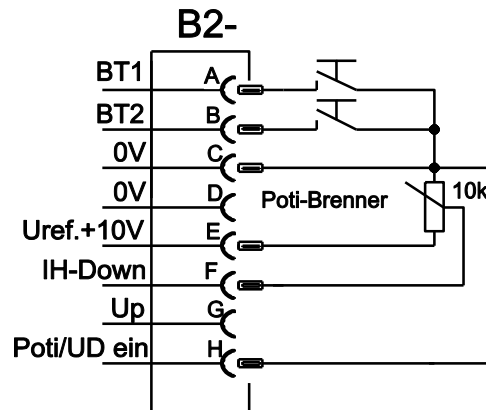 B2-
BT1 A
BT2 B
0V C
0V D
Poti-Brenner 10k
Uref.+10V E
IH-Down F
Up G
Poti/UD ein H